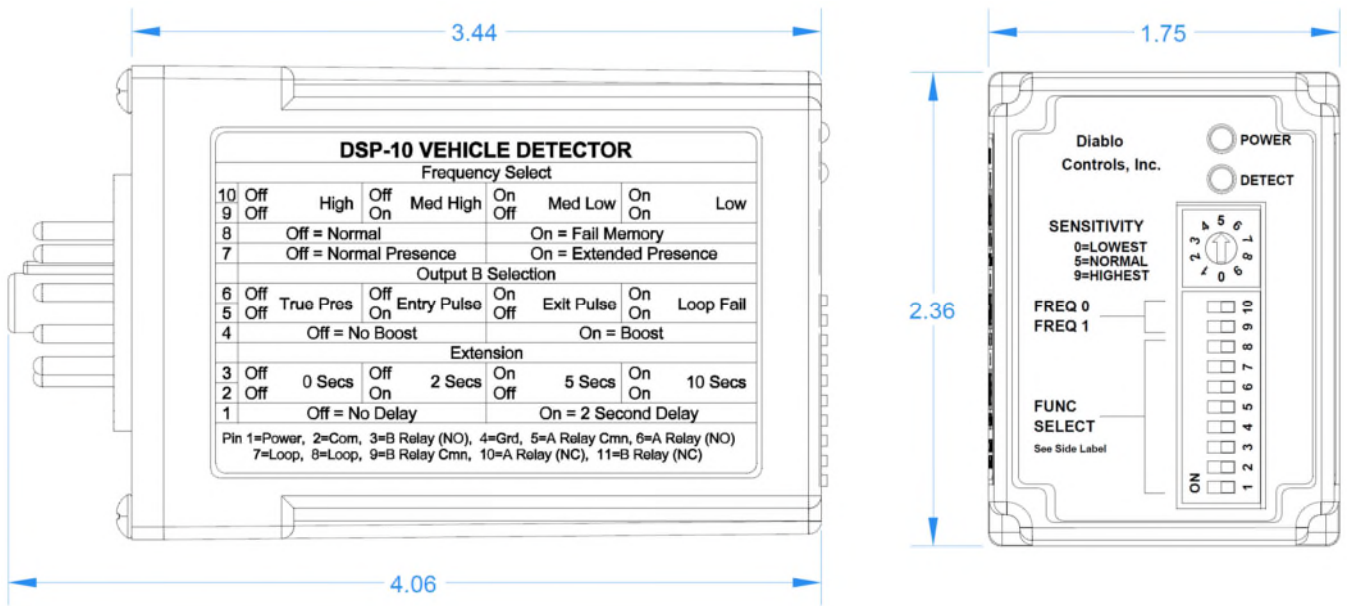 3.44
DSP-10 VEHICLE DETECTOR
Frequency Select
10 Off High Off Med High On Med Low On Low
9 Off On Off On
8 Off = Normal On = Fail Memory
7 Off = Normal Presence On = Extended Presence
Output B Selection
6 Off True Pres Off Entry Pulse On Exit Pulse On Loop Fail
5 Off On Off On
4 Off = No Boost On = Boost
Extension
3 Off 0 Secs Off 2 Secs On 5 Secs On 10 Secs
2 Off On Off On
1 Off = No Delay On = 2 Second Delay
Pin 1=Power, 2=Com, 3=B Relay (NO), 4=Grd, 5=A Relay Cmn, 6=A Relay (NO)
7=Loop, 8=Loop, 9=B Relay Cmn, 10=A Relay (NC), 11=B Relay (NC)
4.06
1.75
2.36
Diablo
Controls, Inc.
POWER
DETECT
SENSITIVITY
0=LOWEST
5=NORMAL
9=HIGHEST
0 1 2 3 4 5 6 7 8 9
FREQ 0
FREQ 1
FUNC
SELECT
See Side Label
10
9
8
7
6
5
4
3
2
1
ON